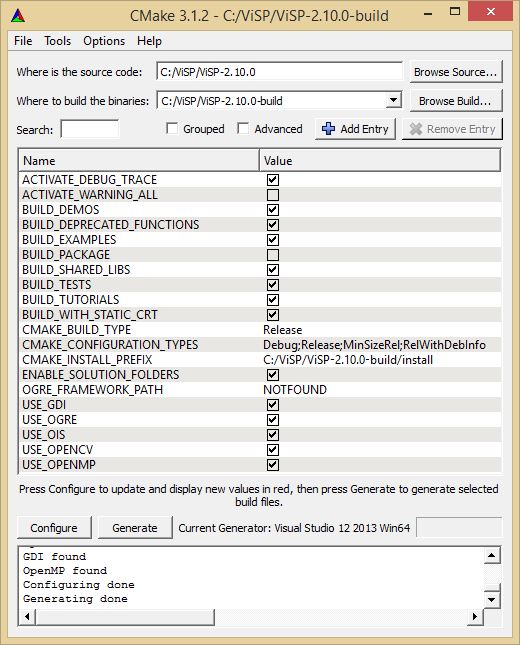 CMake 3.1.2 - C:/ViSP/ViSP-2.10.0-build
File Tools Options Help
Where is the source code: C:/ViSP/ViSP-2.10.0 Browse Source...
Where to build the binaries: C:/ViSP/ViSP-2.10.0-build Browse Build...
Search: Grouped Advanced Add Entry Remove Entry
Name Value
ACTIVATE_DEBUG_TRACE
ACTIVATE_WARNING_ALL
BUILD_DEMOS
BUILD_DEPRECATED_FUNCTIONS
BUILD_EXAMPLES
BUILD_PACKAGE
BUILD_SHARED_LIBS
BUILD_TESTS
BUILD_TUTORIALS
BUILD_WITH_STATIC_CRT
CMAKE_BUILD_TYPE Release
CMAKE_CONFIGURATION_TYPES Debug;Release;MinSizeRel;RelWithDebInfo
CMAKE_INSTALL_PREFIX C:/ViSP/ViSP-2.10.0-build/install
ENABLE_SOLUTION_FOLDERS
OGRE_FRAMEWORK_PATH NOTFOUND
USE_GDI
USE_OGRE
USE_OIS
USE_OPENCV
USE_OPENMP
Press Configure to update and display new values in red, then press Generate to generate selected
build files.
Configure Generate Current Generator: Visual Studio 12 2013 Win64
GDI found
OpenMP found
Configuring done
Generating done